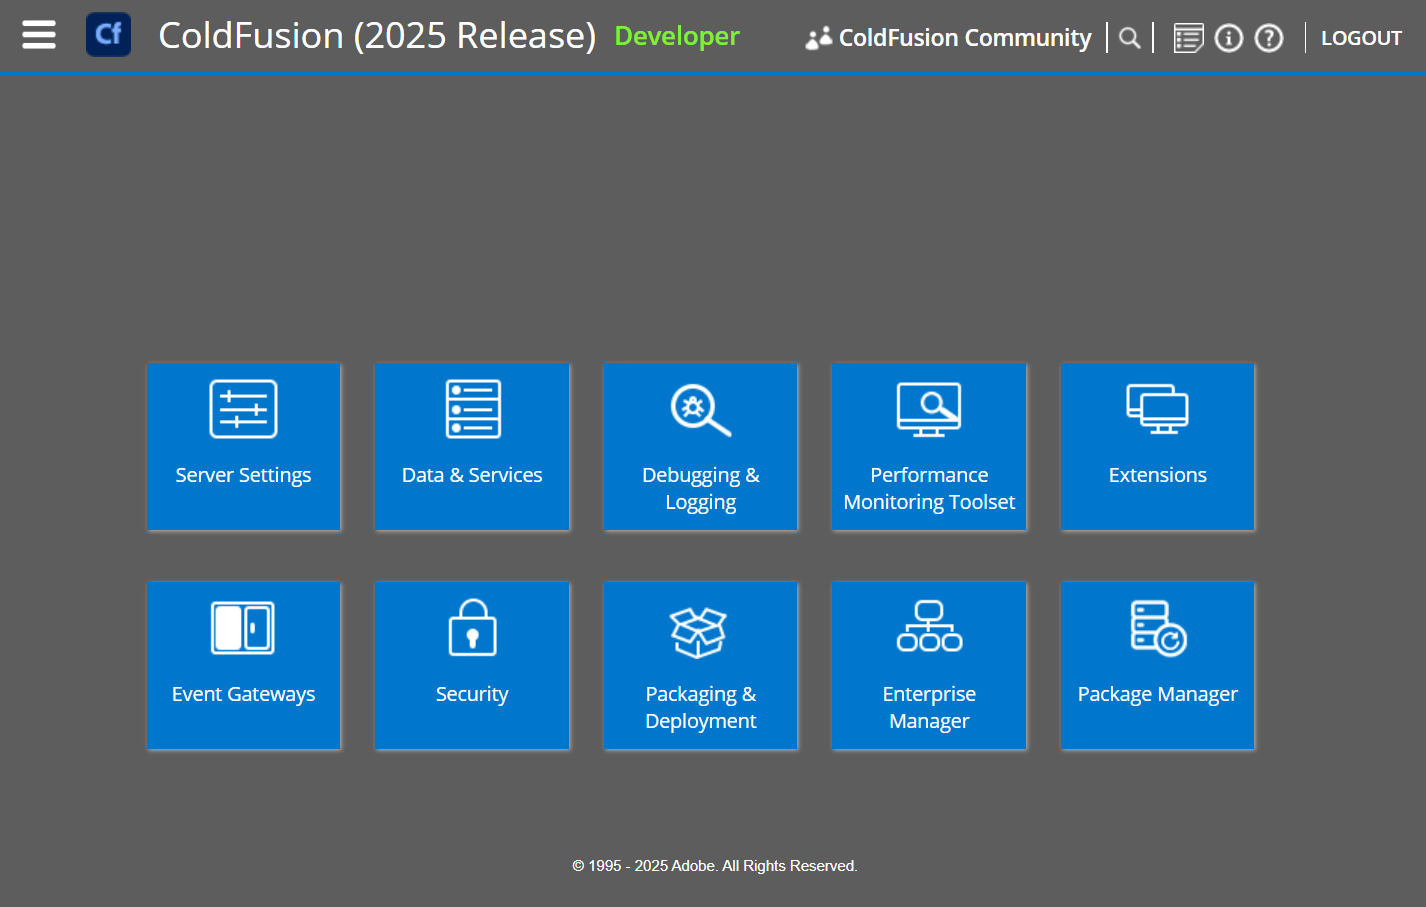 Cf ColdFusion (2025 Release) Developer ColdFusion Community LOGOUT
Server Settings
Data & Services
Debugging &
Logging
Performance
Monitoring Toolset
Extensions
Event Gateways
Security
Packaging &
Deployment
Enterprise
Manager
Package Manager
© 1995 - 2025 Adobe. All Rights Reserved.